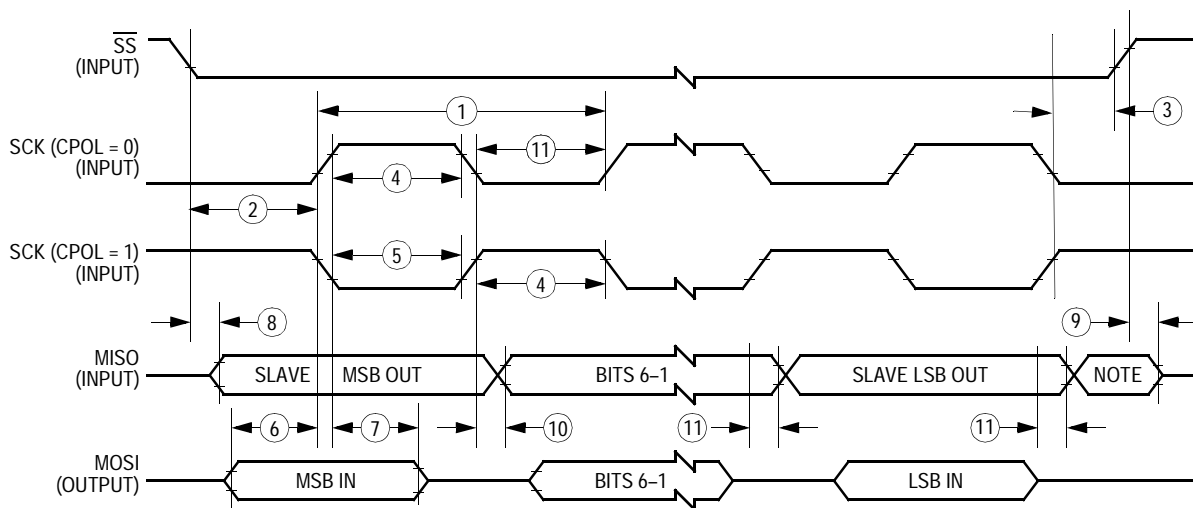 SS
(INPUT)
1
3
SCK (CPOL = 0)
(INPUT)
11
4
2
SCK (CPOL = 1)
(INPUT)
5
4
8
9
MISO
(INPUT)
SLAVE MSB OUT
BITS 6–1
SLAVE LSB OUT
NOTE
6
7
10
11
11
MOSI
(OUTPUT)
MSB IN
BITS 6–1
LSB IN